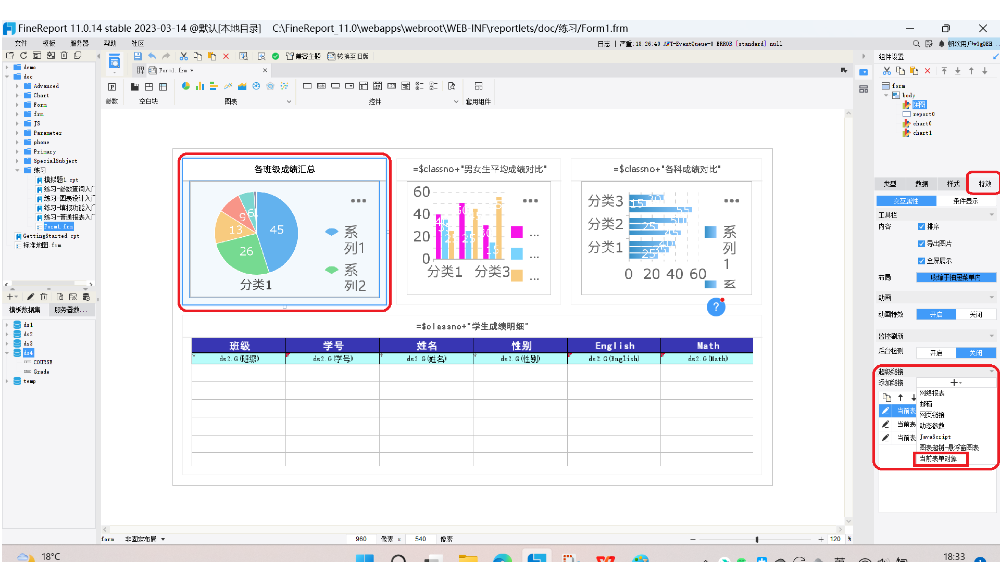 FineReport 11.0.14 stable 2023-03-14 @默认[本地目录] C:\FineReport_11.0\webapps\webroot\WEB-INF\reportlets/doc/练习/Form1.frm
文件 模板 服务器 帮助 社区
日志 | 严重:18:26:40 AWT-EventQueue-0 ERROR [standard] null
帆软用户w3gQEH...
兼容主题 转换至旧版
Form1.frm *
参数 空白块 图表 控件 套用组件
demo
doc
Advanced
Chart
Form
frm
JS
Parameter
phone
Primary
SpecialSubject
练习
模拟题1.cpt
练习-参数查询入门
练习-图表设计入门
练习-填报功能入门
练习-普通报表入门
Form1.frm
GettingStarted.cpt
标准地图.frm
模板数据集 服务器数...
ds1
ds2
ds3
ds4
COURSE
Grade
temp
各班级成绩汇总
45
26
13
9
6
1
分类1
系列1
系列2
=$classno+"男女生平均成绩对比"
60
40
20
0
分类1 分类3
...
...
...
=$classno+"各科成绩对比"
分类3
分类2
分类1
0 20 40 60
系列1
系
?
=$classno+"学生成绩明细"
班级 学号 姓名 性别 English Math
ds2.G(班级) ds2.G(学号) ds2.G(姓名) ds2.G(性别) ds2.G(English) ds2.G(Math)
form 非固定布局 960 像素 x 540 像素 120 %
组件设置
form
body
饼图
report0
chart0
chart1
类型 数据 样式 特效
交互属性 条件显示
工具栏
内容 排序
导出图片
全屏展示
布局 收缩于抽屉菜单内
动画
动画特效 开启 关闭
监控刷新
后台检测 开启 关闭
超级链接
添加链接
当前表
当前表
当前表
网络报表
邮箱
网页链接
动态参数
JavaScript
图表超链-悬浮窗图表
当前表单对象
18°C
英
18:33